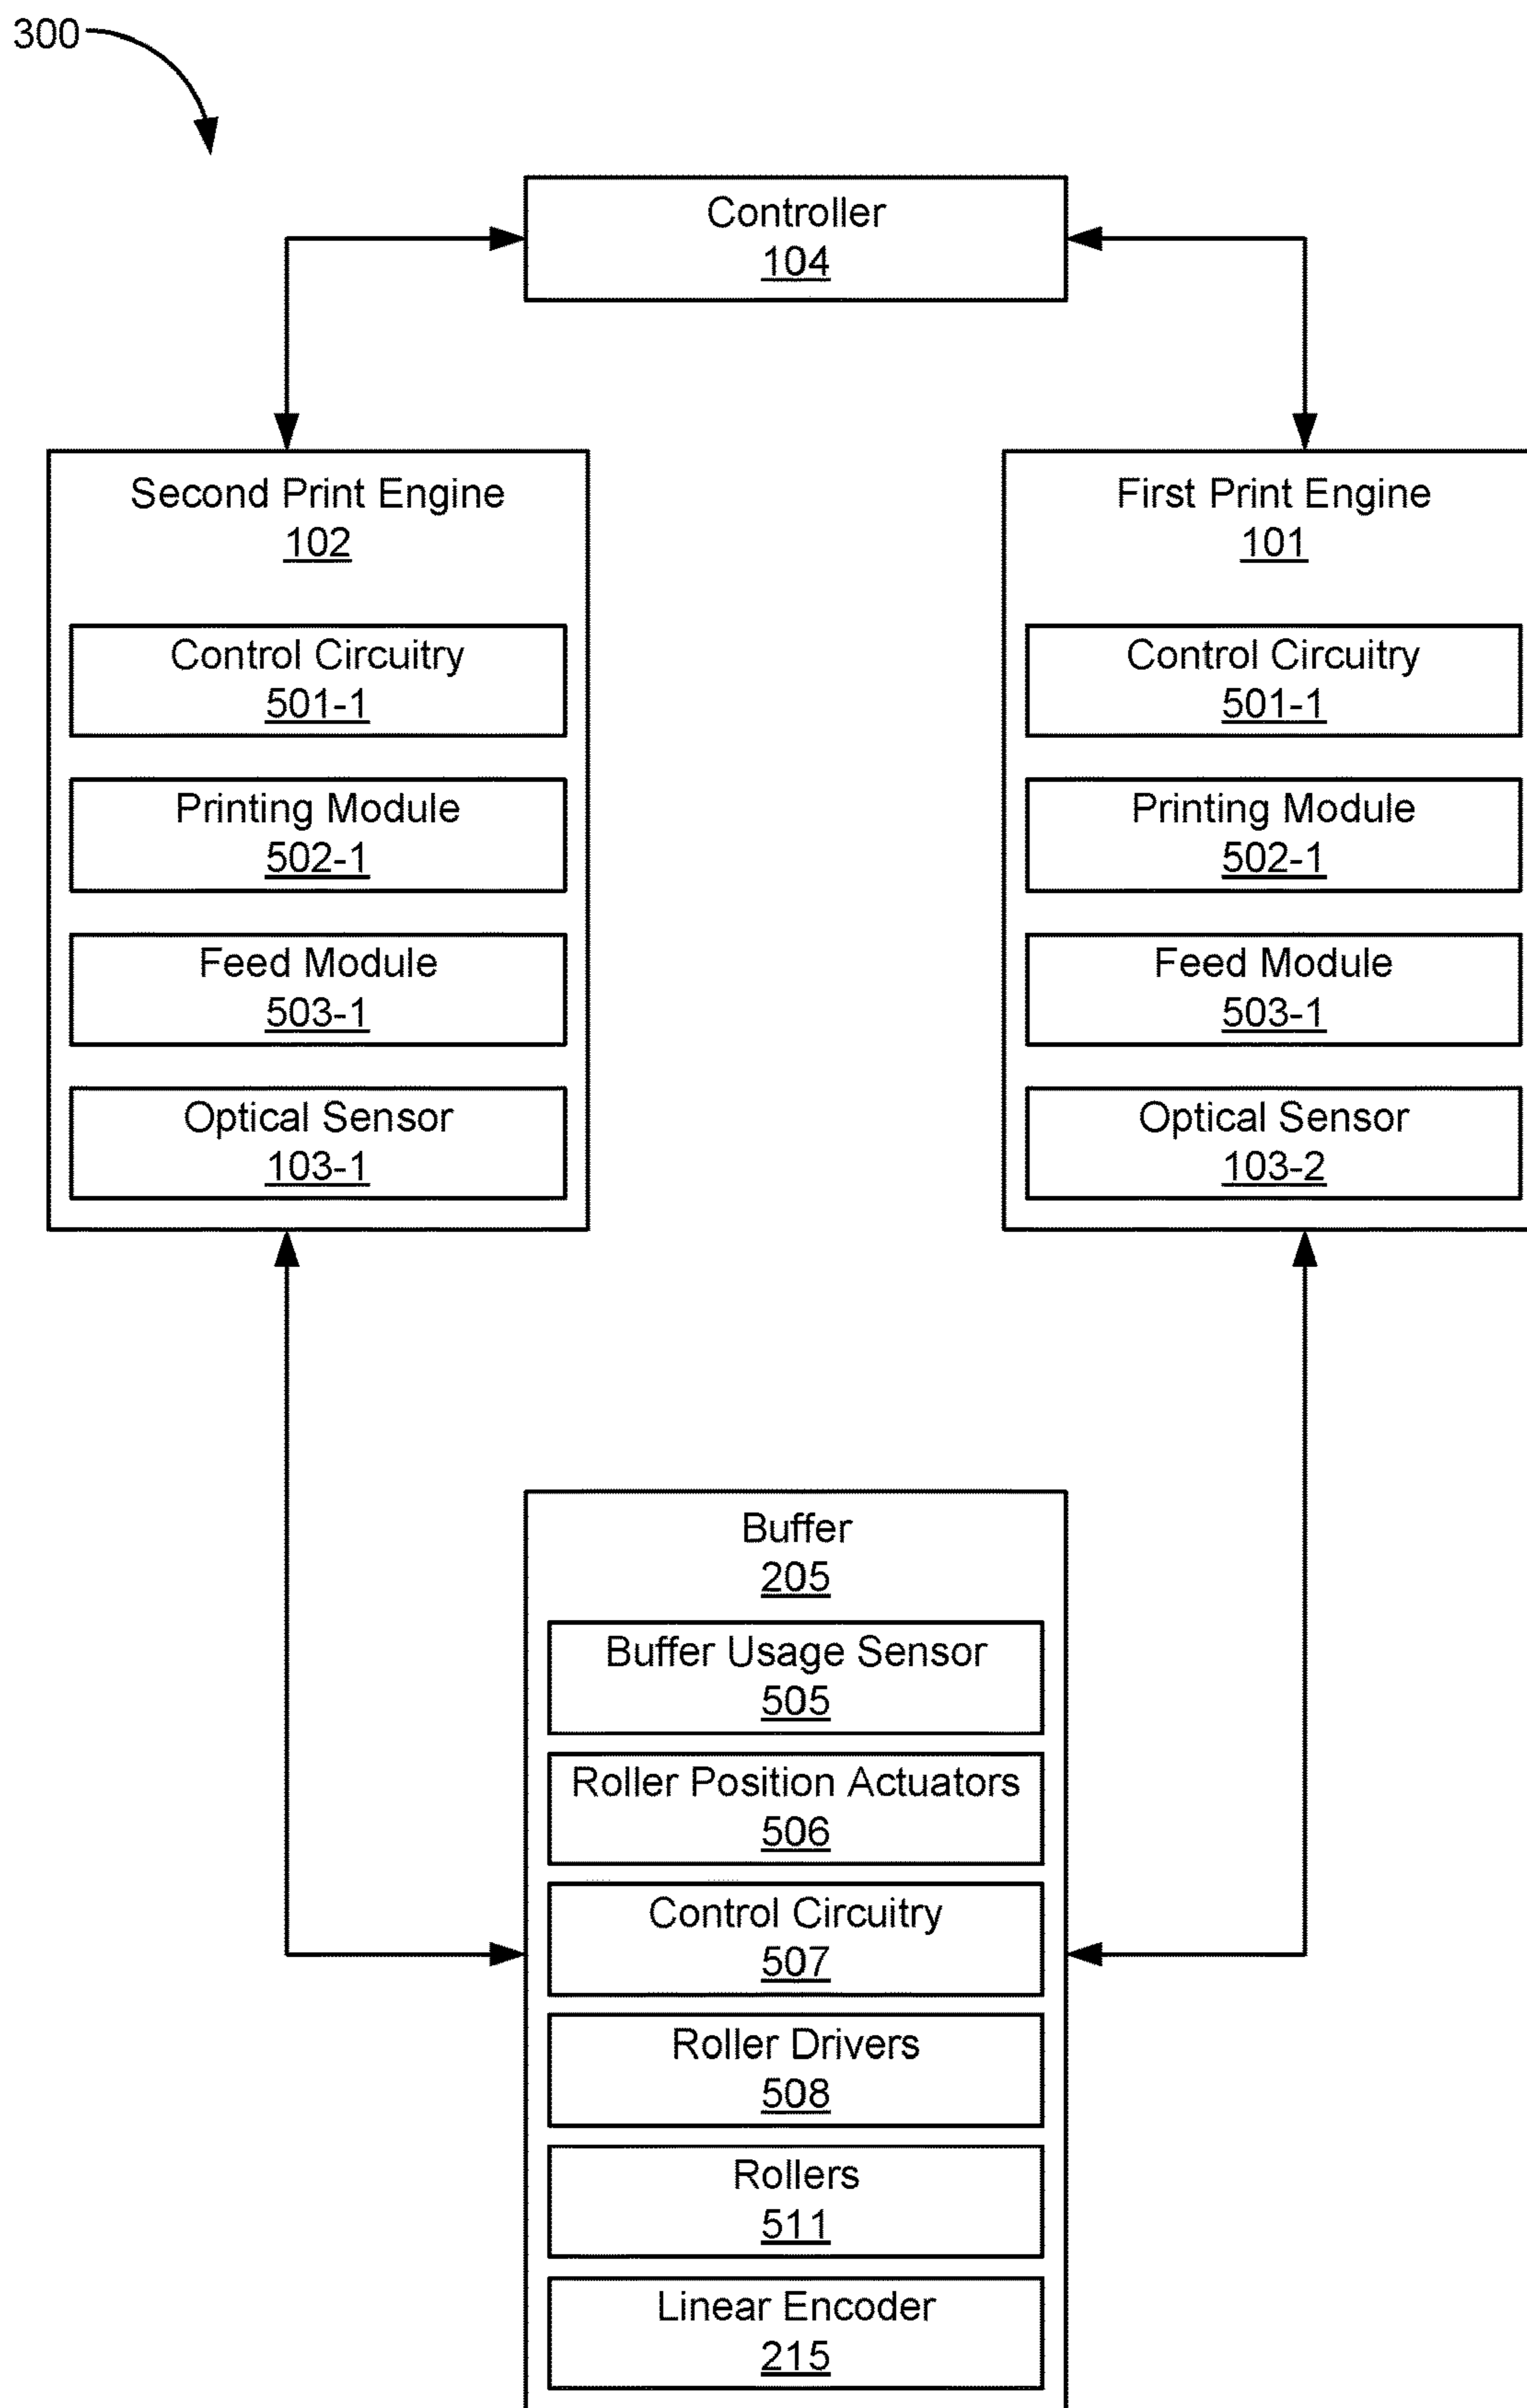 300
Controller
104
Second Print Engine
102
Control Circuitry
501-1
Printing Module
502-1
Feed Module
503-1
Optical Sensor
103-1
First Print Engine
101
Control Circuitry
501-1
Printing Module
502-1
Feed Module
503-1
Optical Sensor
103-2
Buffer
205
Buffer Usage Sensor
505
Roller Position Actuators
506
Control Circuitry
507
Roller Drivers
508
Rollers
511
Linear Encoder
215